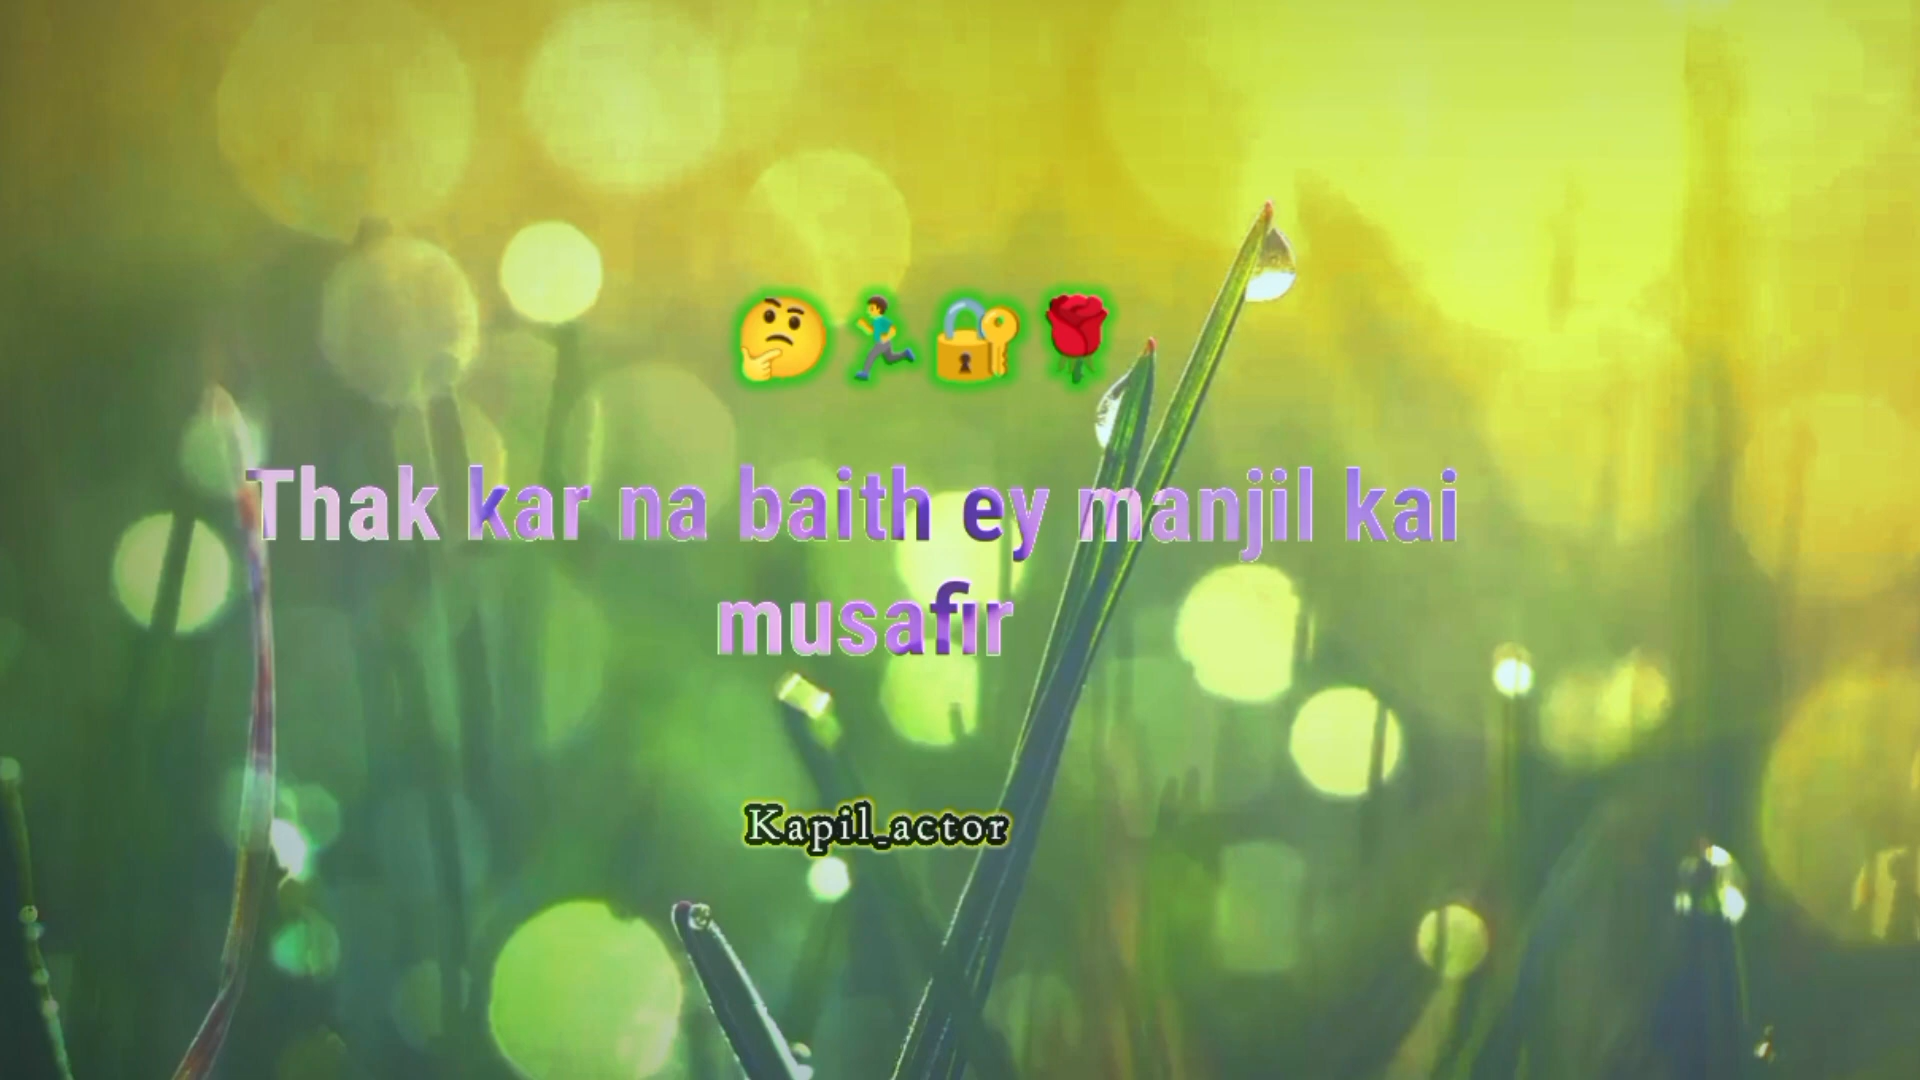 🤔🏃‍♂️🔐🌹
Thak kar na baith ey manjil kai
musafir
Kapil_actor